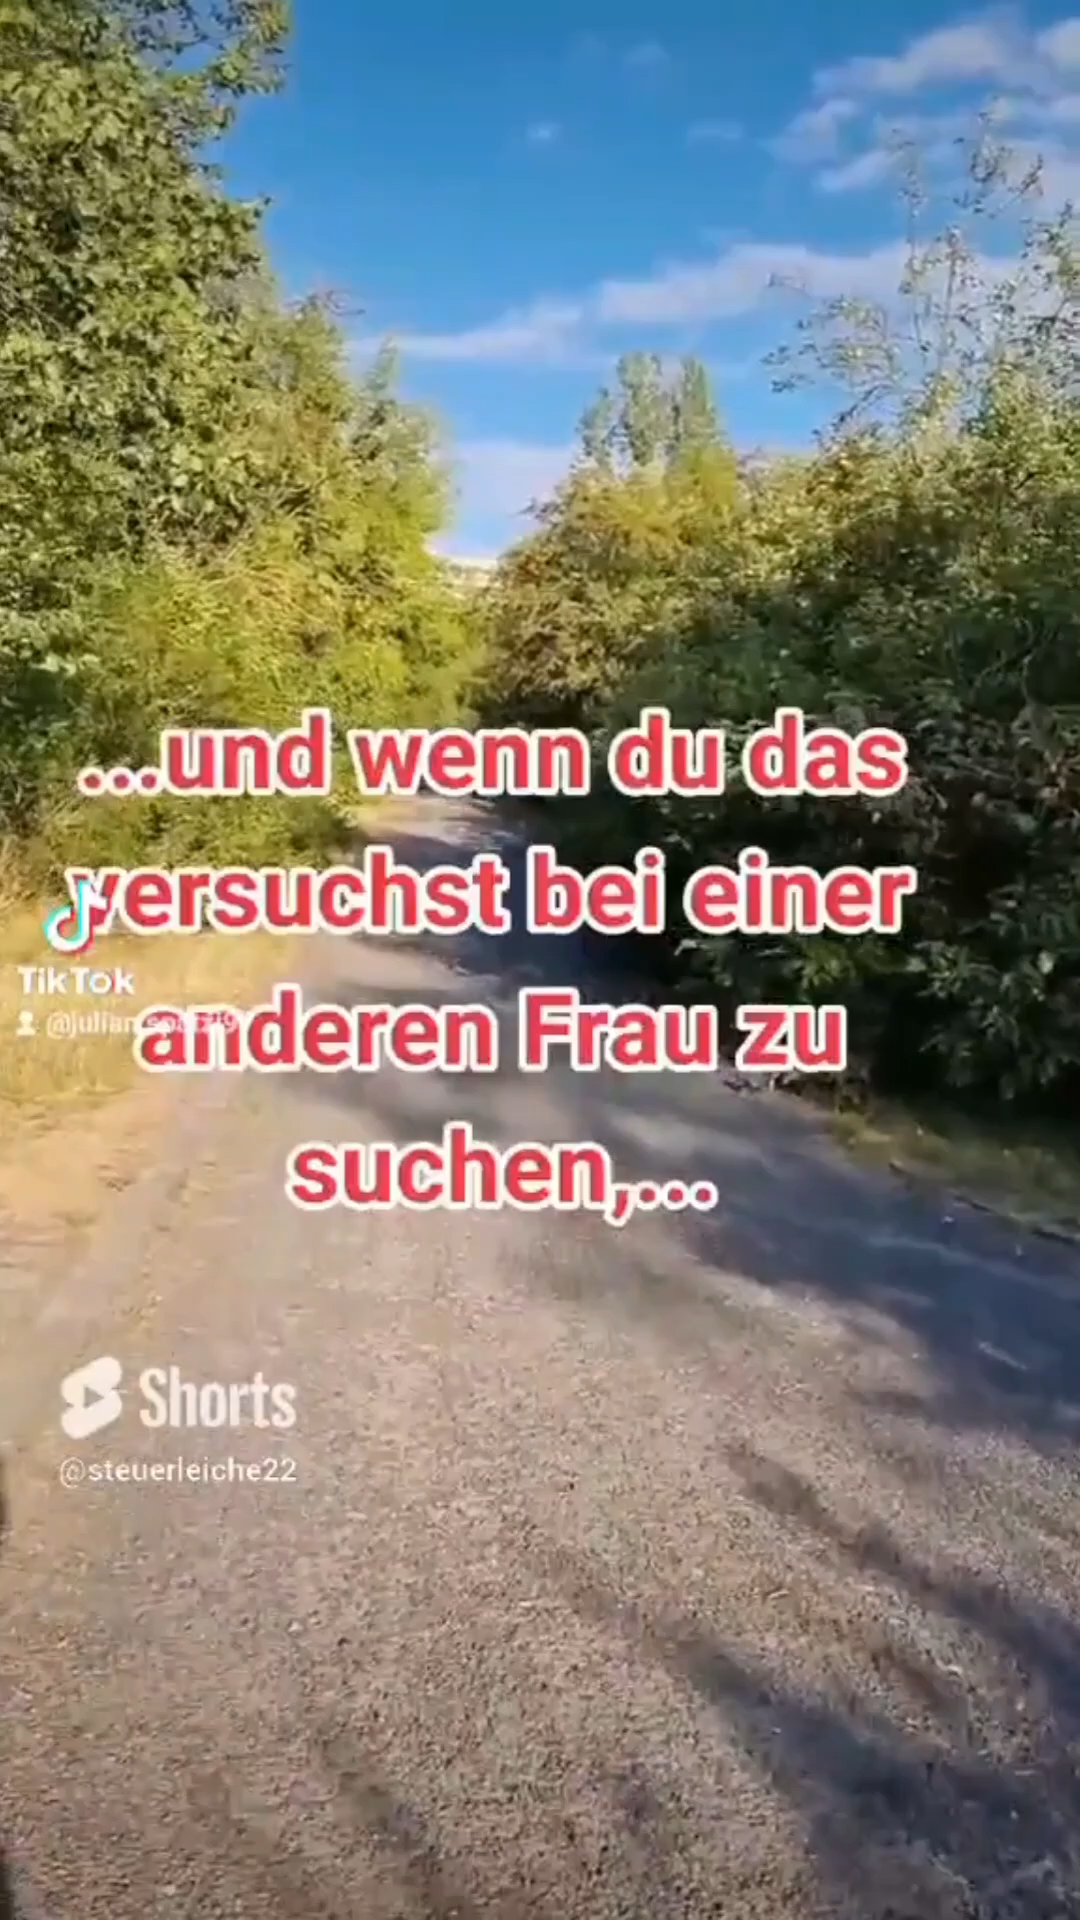 ...und wenn du das
versuchst bei einer
anderen Frau zu
suchen,...
TikTok
Shorts
@steuerleiche22